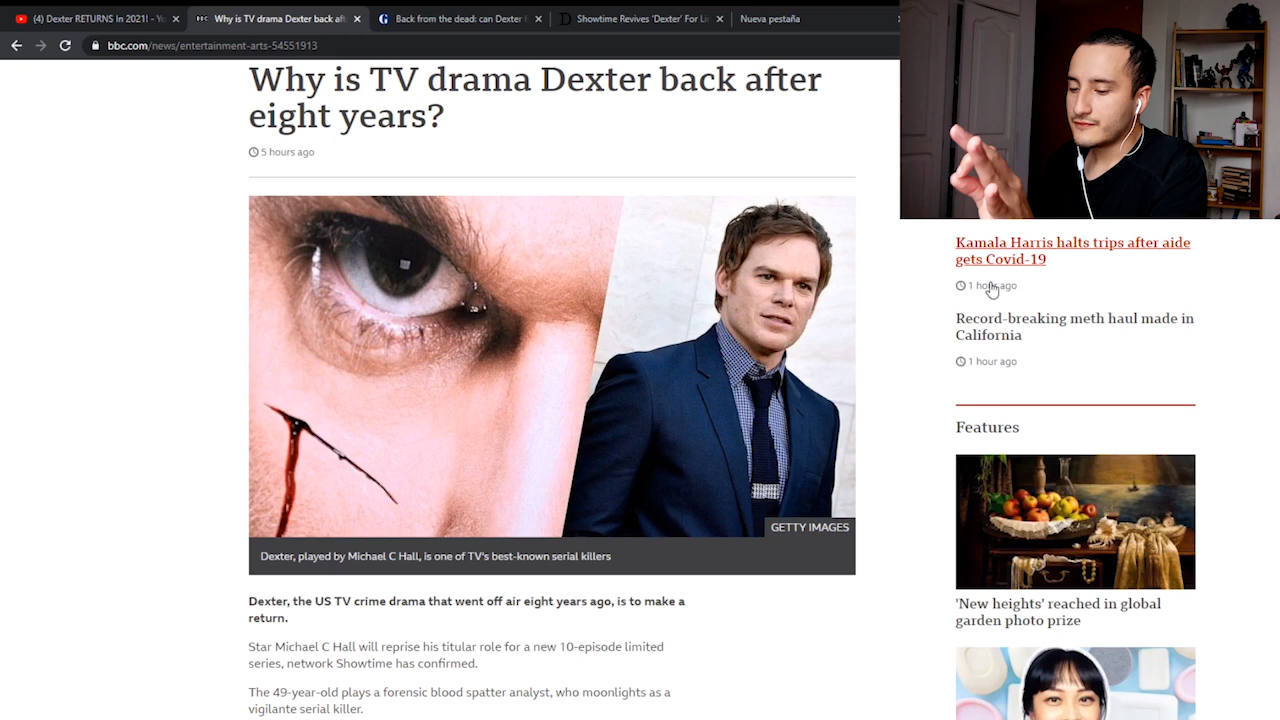 (4) Dexter RETURNS In 2021! - Yo
Why is TV drama Dexter back aft
Back from the dead: can Dexter
Showtime Revives 'Dexter' For Li
Nueva pestaña
bbc.com/news/entertainment-arts-54551913
Why is TV drama Dexter back after
eight years?
5 hours ago
GETTY IMAGES
Dexter, played by Michael C Hall, is one of TV's best-known serial killers
Dexter, the US TV crime drama that went off air eight years ago, is to make a
return.
Star Michael C Hall will reprise his titular role for a new 10-episode limited
series, network Showtime has confirmed.
The 49-year-old plays a forensic blood spatter analyst, who moonlights as a
vigilante serial killer.
Kamala Harris halts trips after aide
gets Covid-19
1 hour ago
Record-breaking meth haul made in
California
1 hour ago
Features
'New heights' reached in global
garden photo prize